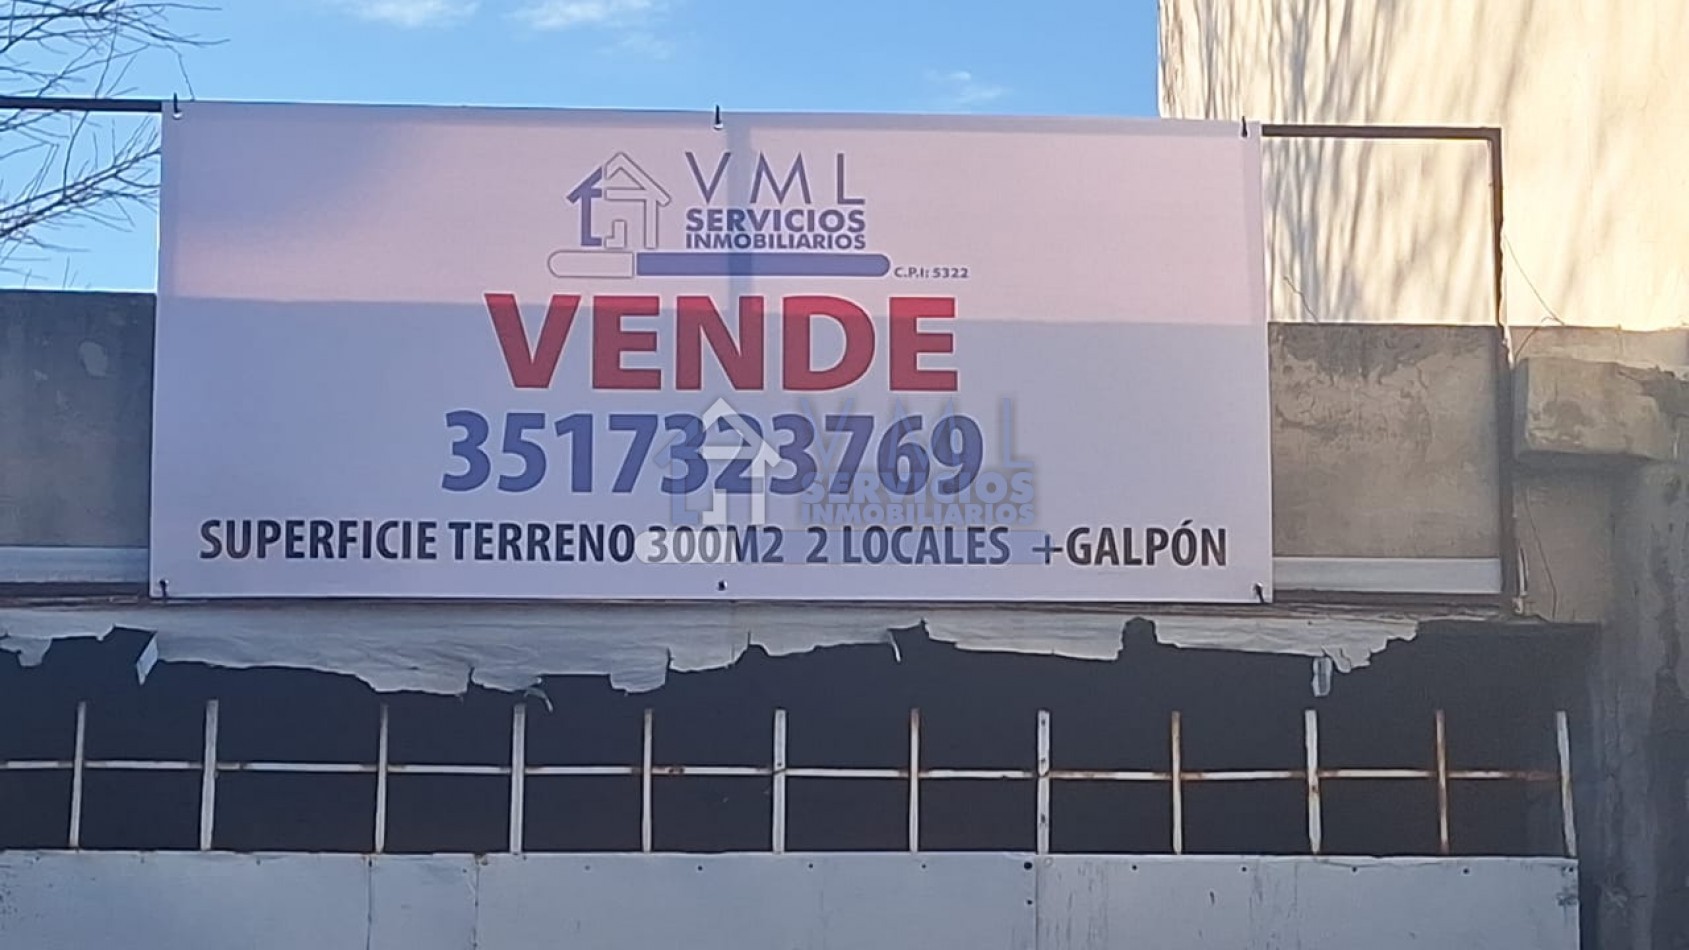 VML
SERVICIOS
INMOBILIARIOS
C.P.I: 5322
VENDE
3517323769
VML
SERVICIOS
INMOBILIARIOS
SUPERFICIE TERRENO 300M2 2 LOCALES +GALPÓN